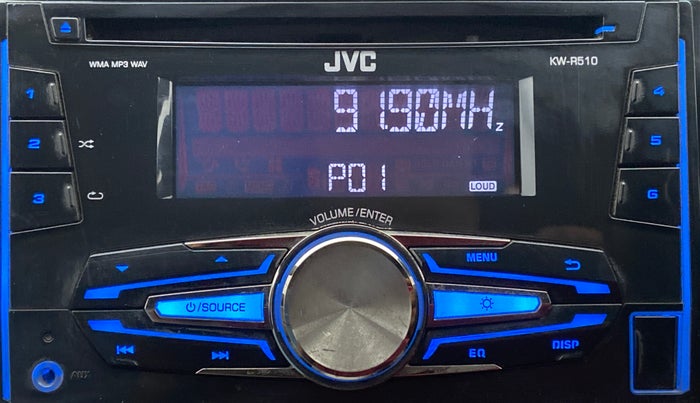 JVC
WMA MP3 WAV
KW-R510
1
2
3
4
5
6
91.90MHz
P01
LOUD
VOLUME/ENTER
MENU
/SOURCE
EQ
DISP
AUX